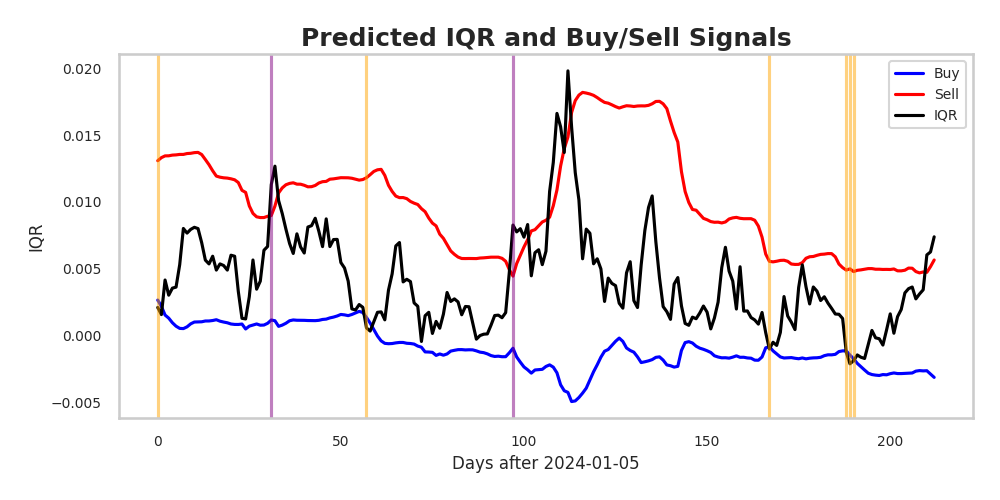 Predicted IQR and Buy/Sell Signals
Buy
Sell
IQR
0.020
0.015
0.010
0.005
0.000
−0.005
IQR
0
50
100
150
200
Days after 2024-01-05